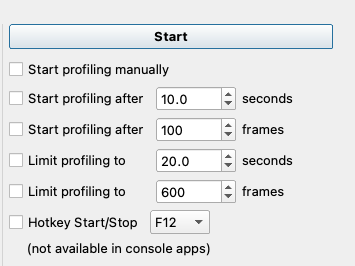 Start
Start profiling manually
Start profiling after 10.0 seconds
Start profiling after 100 frames
Limit profiling to 20.0 seconds
Limit profiling to 600 frames
Hotkey Start/Stop F12
(not available in console apps)